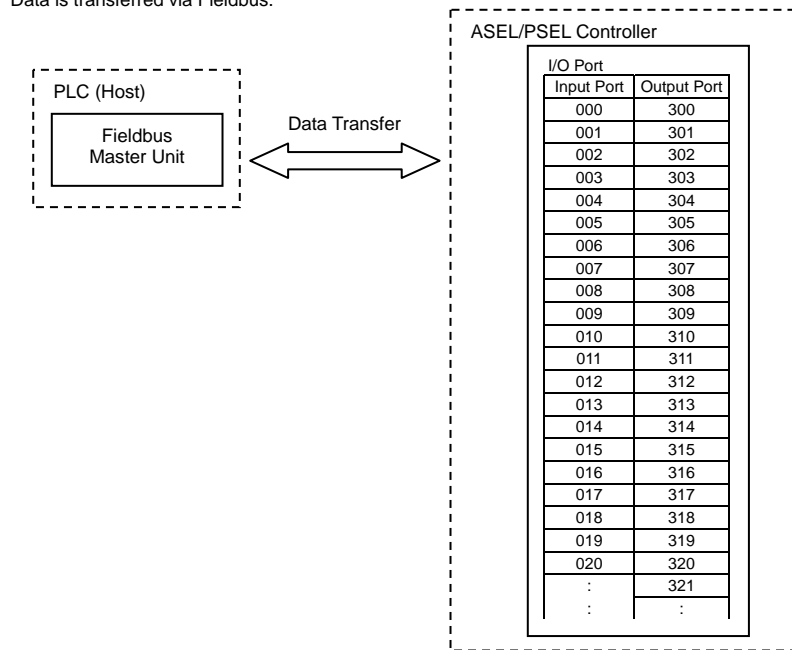 Data is transferred via Fieldbus.
ASEL/PSEL Controller
PLC (Host)
Fieldbus
Master Unit
Data Transfer
I/O Port
Input Port Output Port
000 300
001 301
002 302
003 303
004 304
005 305
006 306
007 307
008 308
009 309
010 310
011 311
012 312
013 313
014 314
015 315
016 316
017 317
018 318
019 319
020 320
: 321
: :